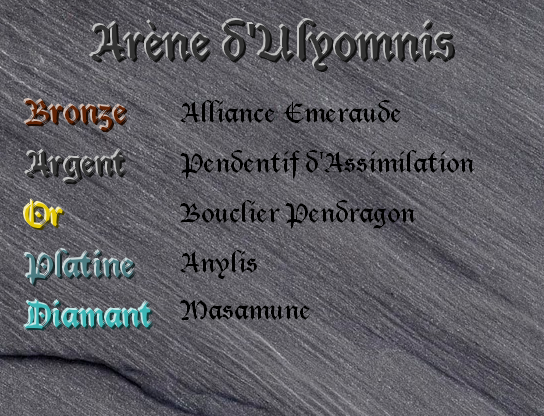 Arène d'Ulyomnis
Bronze Alliance Emeraude
Argent Pendentif d'Assimilation
Or Bouclier Pendragon
Platine Anylis
Diamant Masamune